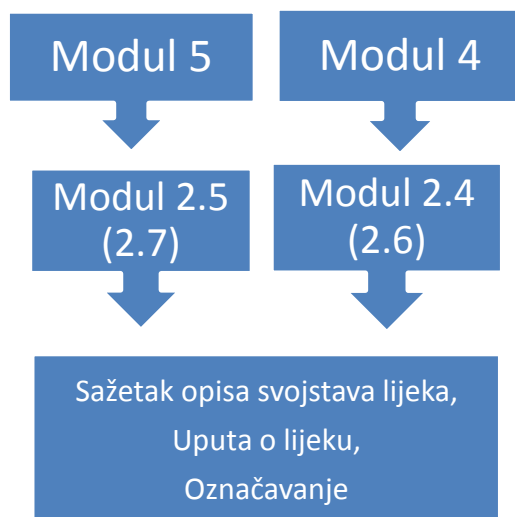 Modul 5
Modul 4
Modul 2.5
(2.7)
Modul 2.4
(2.6)
Sažetak opisa svojstava lijeka,
Uputa o lijeku,
Označavanje